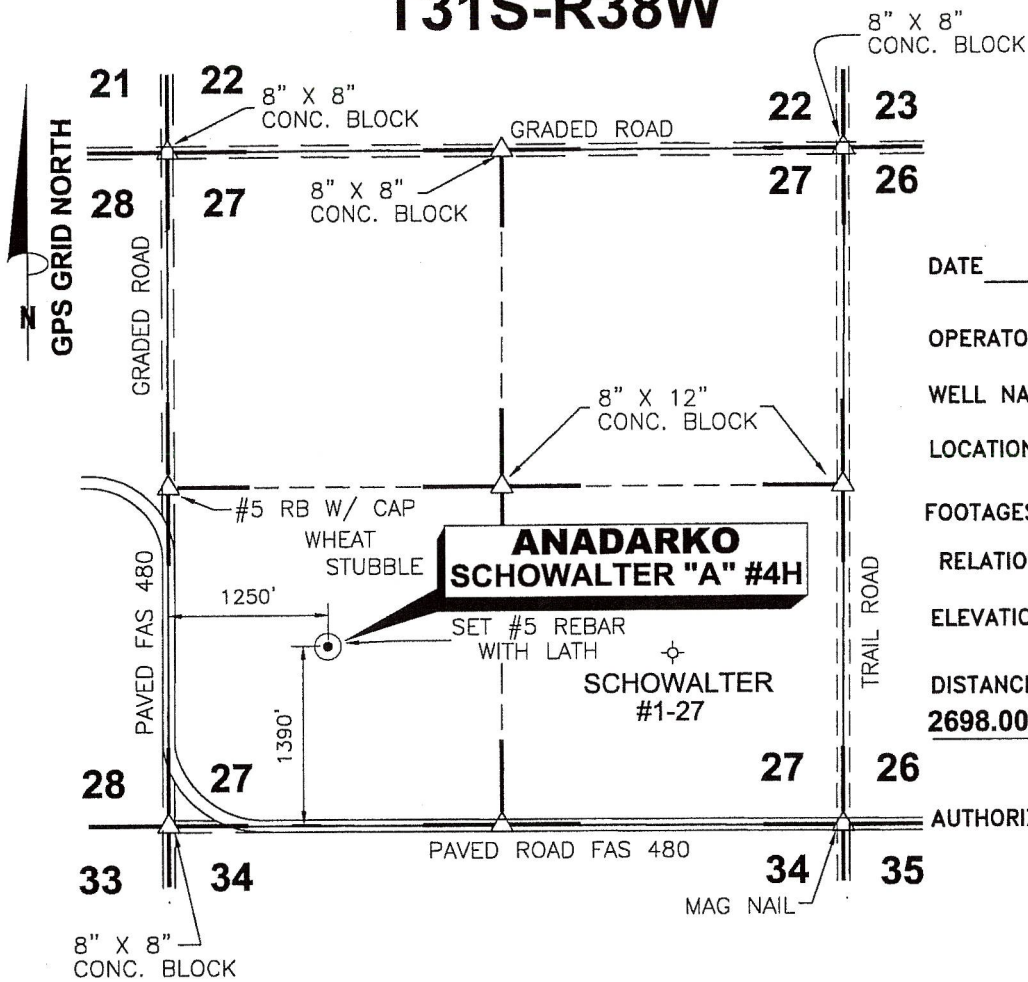 T31S-R38W
8" X 8"
CONC. BLOCK
21
22
8" X 8"
CONC. BLOCK
22
23
GRADED ROAD
GPS GRID NORTH
N
28
27
8" X 8"
CONC. BLOCK
27
26
GRADED ROAD
DATE
OPERATO
WELL NA
8" X 12"
CONC. BLOCK
LOCATION
#5 RB W/ CAP
FOOTAGES
WHEAT
STUBBLE
ANADARKO
SCHOWALTER "A" #4H
RELATIO
PAVED FAS 480
1250'
SET #5 REBAR
WITH LATH
TRAIL ROAD
ELEVATIO
SCHOWALTER
#1-27
DISTANCE
2698.00
1390'
28
27
27
26
AUTHORIZ
PAVED ROAD FAS 480
33
34
34
35
MAG NAIL
8" X 8"
CONC. BLOCK